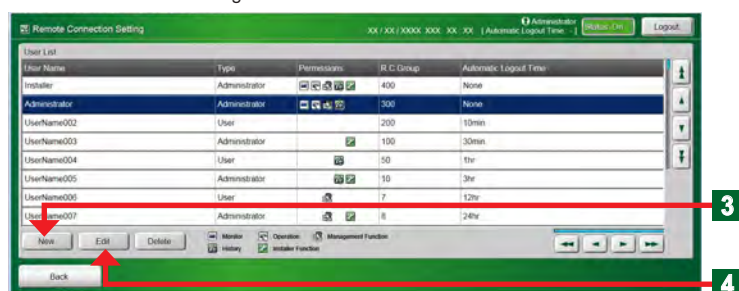 Remote Connection Setting
XX / XX / XXXX XXX XX : XX
Administrator
[ Automatic Logout Time : - ]
Status: On
Logout
User List
User Name Type Permissions R.C.Group Automatic Logout Time
Installer Administrator 400 None
Administrator Administrator 300 None
UserName002 User 200 10min
UserName003 Administrator 100 30min
UserName004 User 50 1hr
UserName005 Administrator 10 3hr
UserName006 User 7 12hr
UserName007 Administrator 8 24hr
3
New Edit Delete
Monitor Operation Management Function
History Installer Function
Back
4